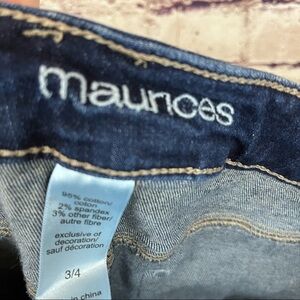 maurices
95% cotton/
coton
2% spandex
3% other fiber/
autre fibre
exclusive of
decoration/
sauf décoration
3/4
in china